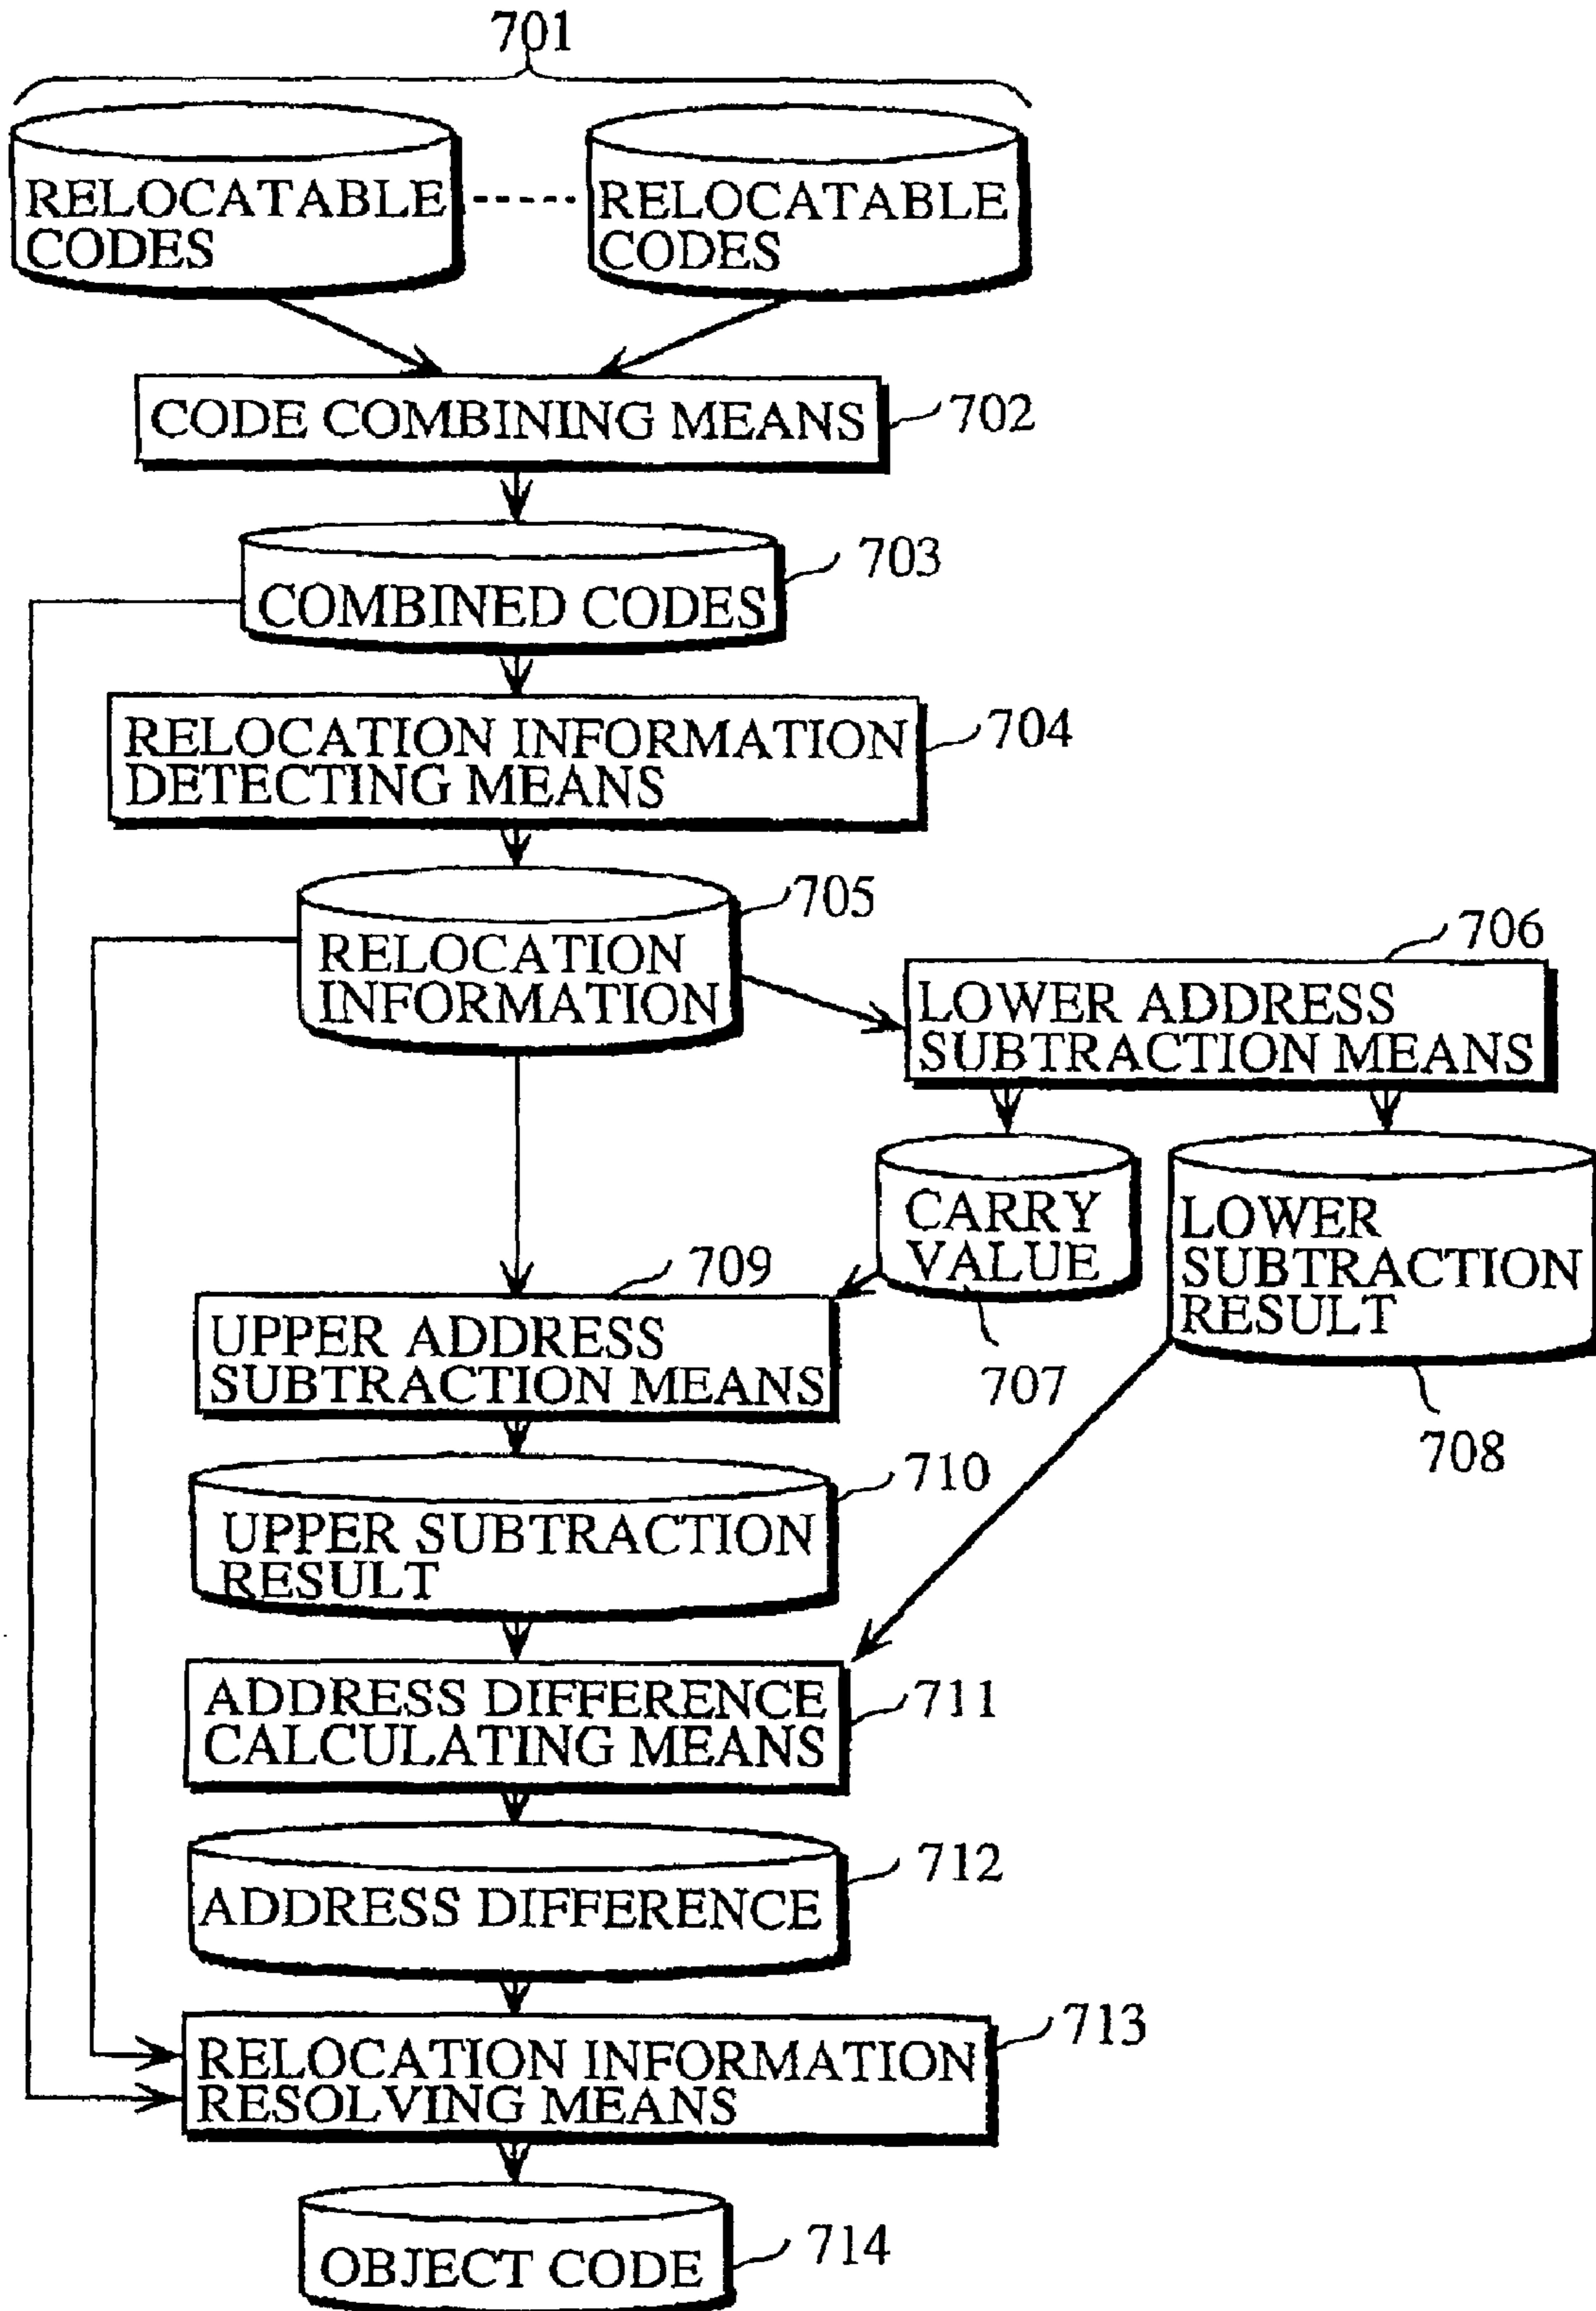 701
RELOCATABLE
CODES
RELOCATABLE
CODES
CODE COMBINING MEANS
702
703
COMBINED CODES
RELOCATION INFORMATION
DETECTING MEANS
704
705
RELOCATION
INFORMATION
706
LOWER ADDRESS
SUBTRACTION MEANS
CARRY
VALUE
707
LOWER
SUBTRACTION
RESULT
708
709
UPPER ADDRESS
SUBTRACTION MEANS
710
UPPER SUBTRACTION
RESULT
ADDRESS DIFFERENCE
CALCULATING MEANS
711
712
ADDRESS DIFFERENCE
713
RELOCATION INFORMATION
RESOLVING MEANS
OBJECT CODE
714